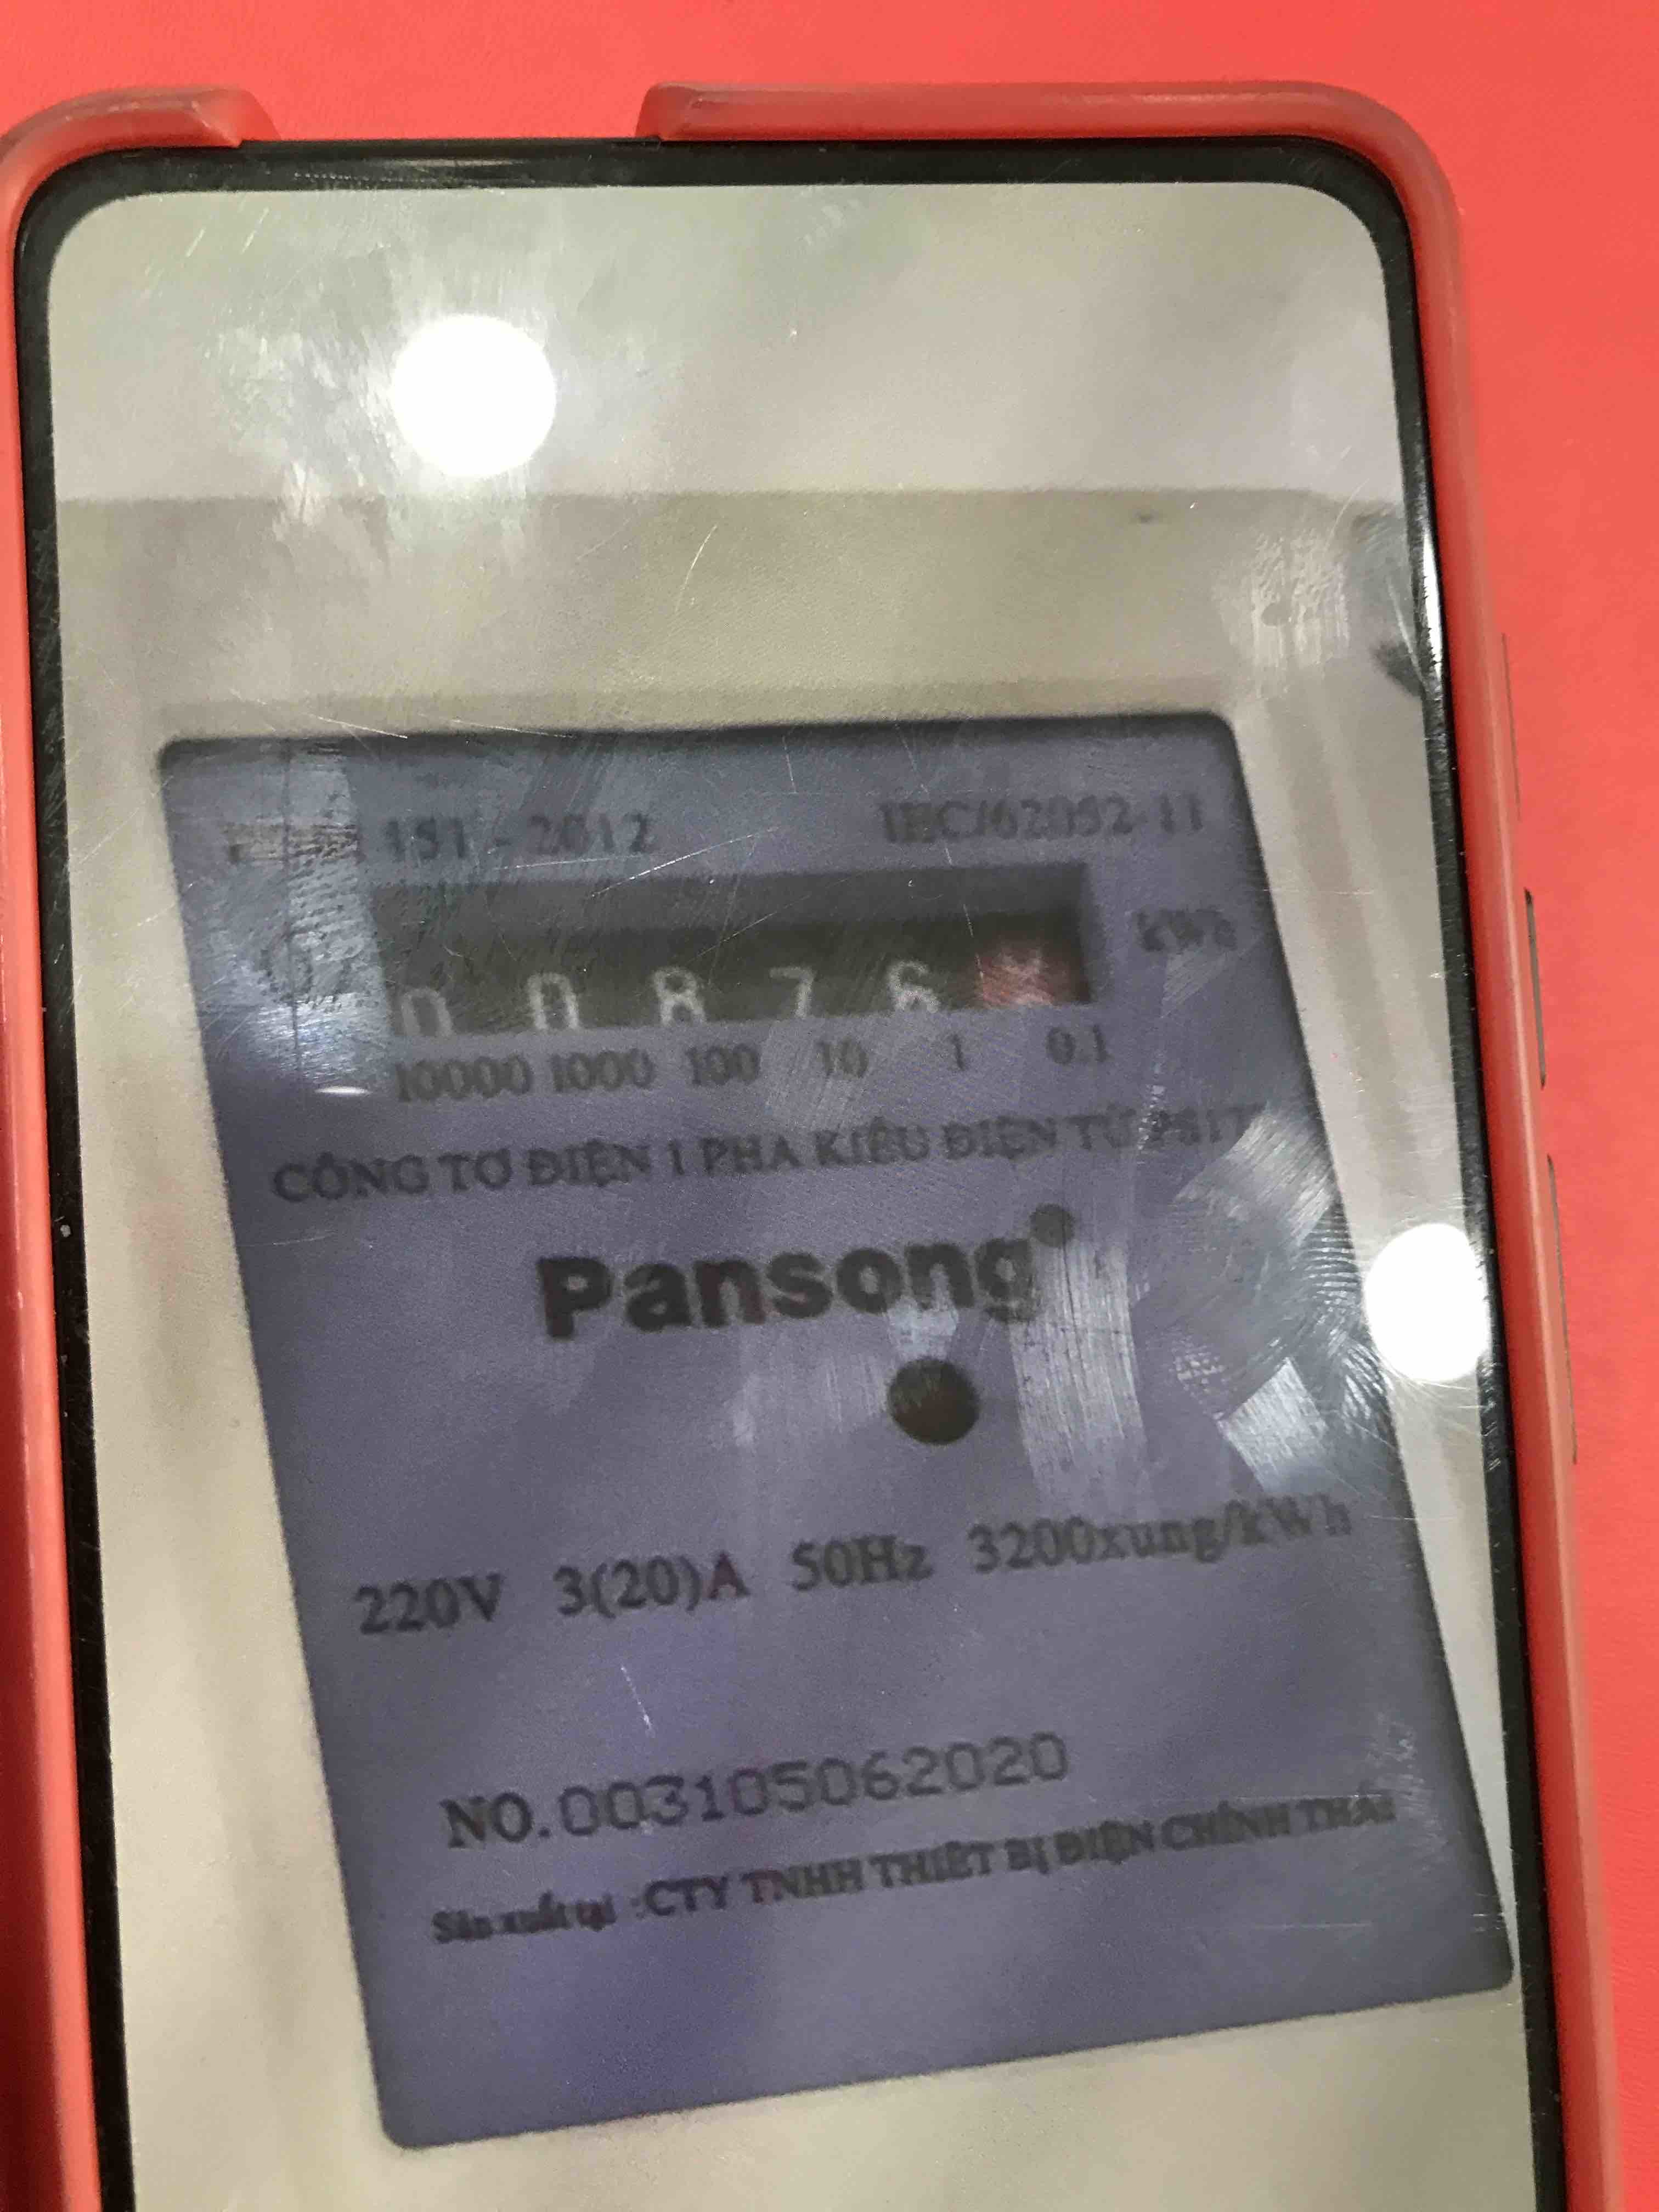 151 - 2012 IEC/62052-11
kWh
0 0 8 7 6
10000 1000 100 10 1 0.1
CÔNG TƠ ĐIỆN 1 PHA KIỂU ĐIỆN TỬ
Pansong
220V 3(20)A 50Hz 3200xung/kWh
NO.003105062020
Sản xuất tại :CTY TNHH THIẾT BỊ ĐIỆN CHÍNH THÁI